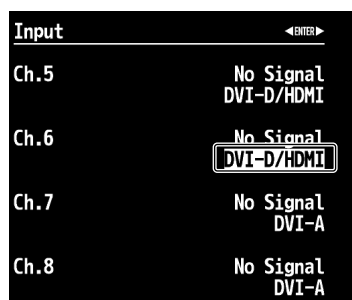 Input ◀ENTER▶
Ch.5 No Signal
DVI-D/HDMI
Ch.6 No Signal
DVI-D/HDMI
Ch.7 No Signal
DVI-A
Ch.8 No Signal
DVI-A